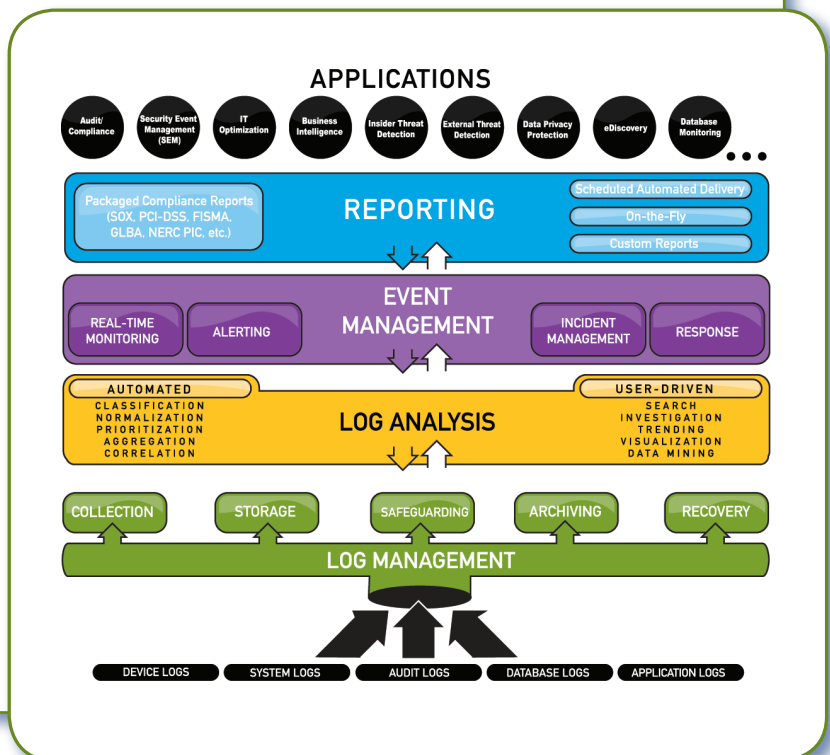 APPLICATIONS
Audit/
Compliance
Security Event
Management
(SEM)
IT
Optimization
Business
Intelligence
Insider Threat
Detection
External Threat
Detection
Data Privacy
Protection
eDiscovery
Database
Monitoring
...
Packaged Compliance Reports
(SOX, PCI-DSS, FISMA,
GLBA, NERC PIC, etc.)
REPORTING
Scheduled Automated Delivery
On-the-Fly
Custom Reports
EVENT
MANAGEMENT
REAL-TIME
MONITORING
ALERTING
INCIDENT
MANAGEMENT
RESPONSE
AUTOMATED
CLASSIFICATION
NORMALIZATION
PRIORITIZATION
AGGREGATION
CORRELATION
LOG ANALYSIS
USER-DRIVEN
SEARCH
INVESTIGATION
TRENDING
VISUALIZATION
DATA MINING
COLLECTION
STORAGE
SAFEGUARDING
ARCHIVING
RECOVERY
LOG MANAGEMENT
DEVICE LOGS
SYSTEM LOGS
AUDIT LOGS
DATABASE LOGS
APPLICATION LOGS